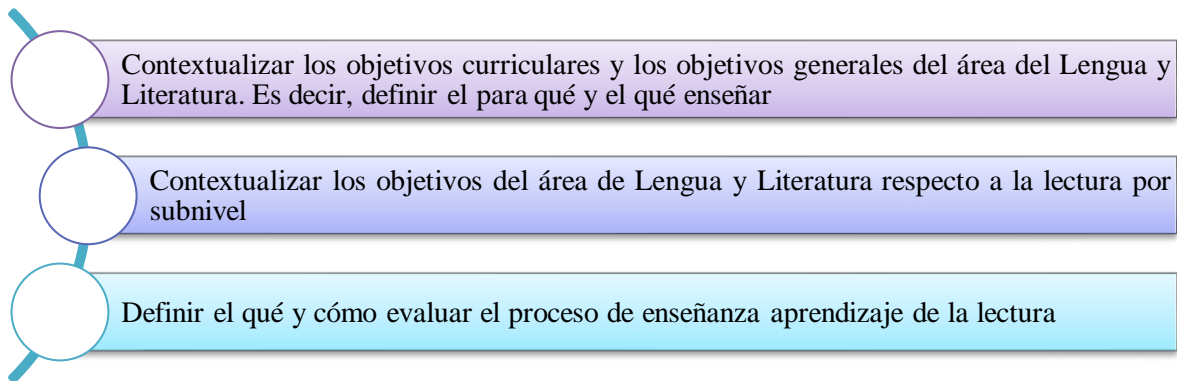 Contextualizar los objetivos curriculares y los objetivos generales del área del Lengua y
Literatura. Es decir, definir el para qué y el qué enseñar
Contextualizar los objetivos del área de Lengua y Literatura respecto a la lectura por
subnivel
Definir el qué y cómo evaluar el proceso de enseñanza aprendizaje de la lectura